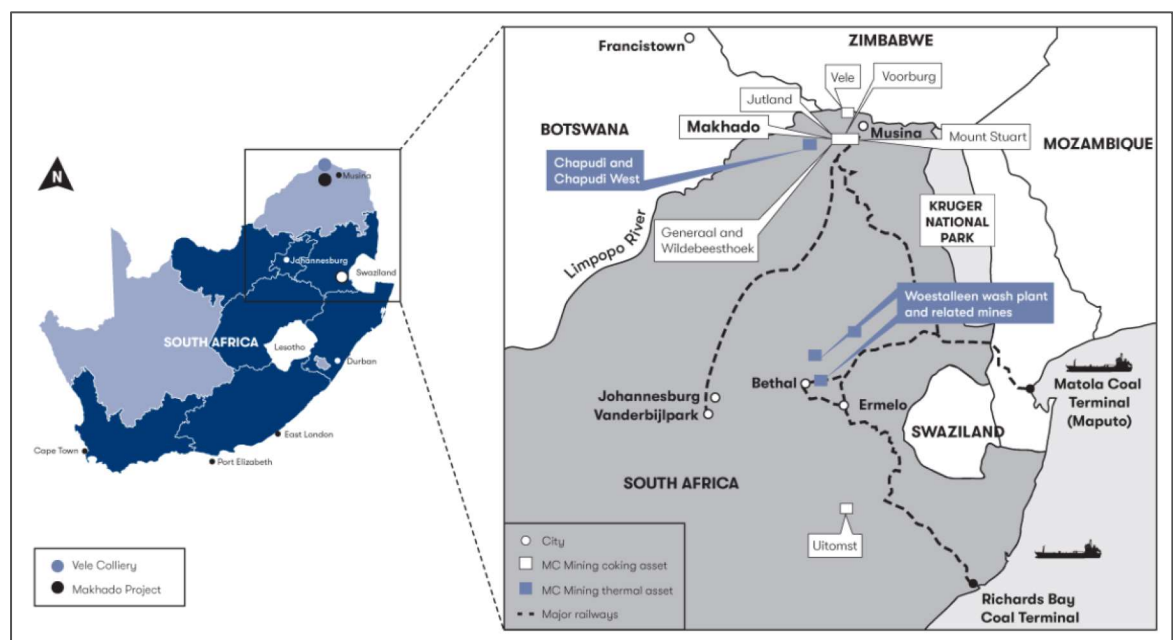 N
Musina
Johannesburg
Swaziland
SOUTH AFRICA
Lesotho
Durban
East London
Cape Town
Port Elizabeth
Vele Colliery
Makhado Project
ZIMBABWE
Francistown
Vele
Voorburg
Jutland
BOTSWANA
Makhado
Musina
Mount Stuart
MOZAMBIQUE
Chapudi and
Chapudi West
KRUGER
NATIONAL
PARK
Generaal and
Wildebeesthoek
Limpopo River
Woestalleen wash plant
and related mines
Bethal
Johannesburg
Vanderbijlpark
Ermelo
Matola Coal
Terminal
(Maputo)
SWAZILAND
SOUTH AFRICA
Uitomst
City
MC Mining coking asset
MC Mining thermal asset
Major railways
Richards Bay
Coal Terminal